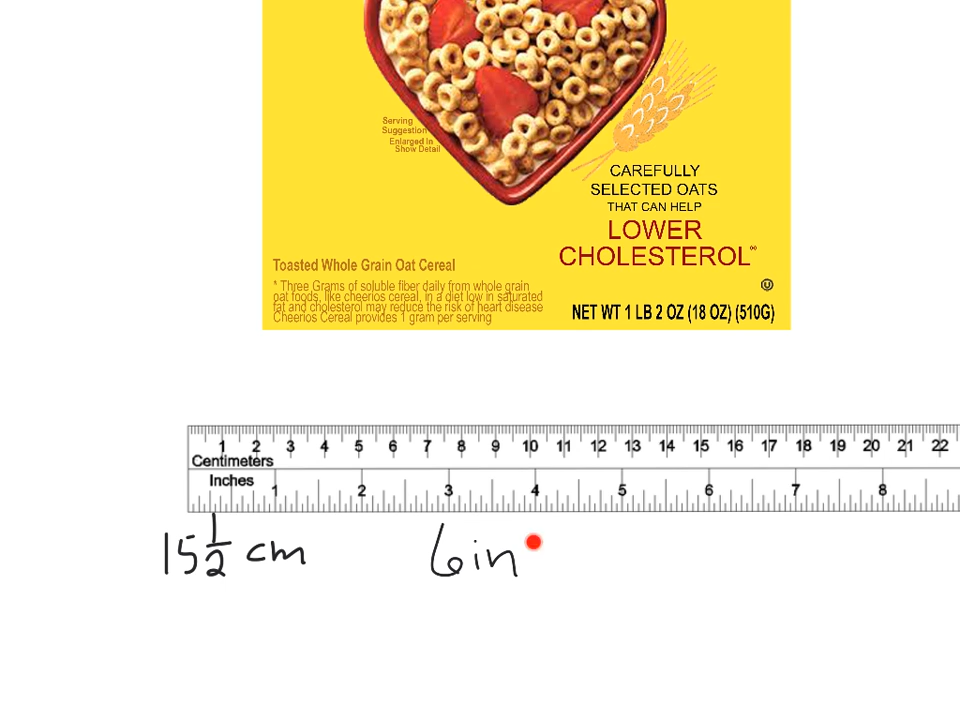 Serving
Suggestion
Enlarged In
Show Detail
CAREFULLY
SELECTED OATS
THAT CAN HELP
LOWER
CHOLESTEROL
Toasted Whole Grain Oat Cereal
* Three Grams of soluble fiber daily from whole grain
oat foods, like cheerios cereal, in a diet low in saturated
fat and cholesterol may reduce the risk of heart disease
Cheerios Cereal provides 1 gram per serving
U
NET WT 1 LB 2 OZ (18 OZ) (510G)
1 2 3 4 5 6 7 8 9 10 11 12 13 14 15 16 17 18 19 20 21 22
Centimeters
Inches
1 2 3 4 5 6 7 8
15 1/2 cm 6in